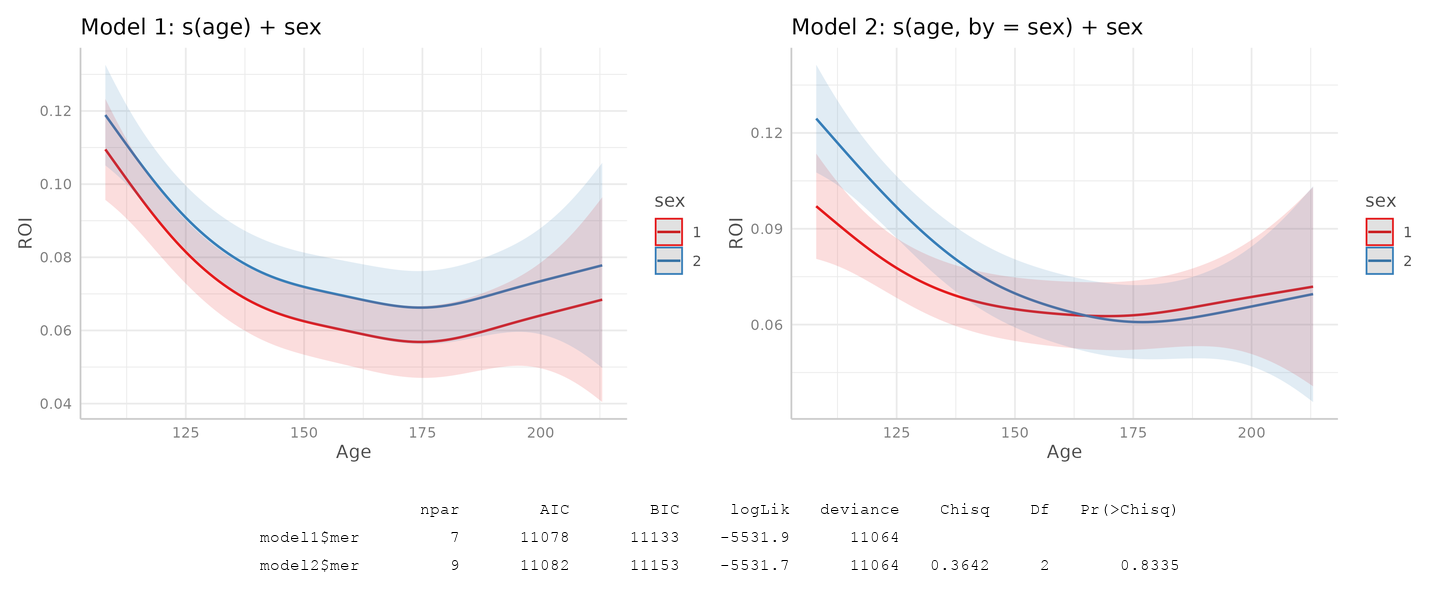 Model 1: s(age) + sex
0.12
0.10
0.08
0.06
0.04
ROI
125 150 175 200
Age
sex
1
2
Model 2: s(age, by = sex) + sex
0.12
0.09
0.06
ROI
125 150 175 200
Age
sex
1
2
npar AIC BIC logLik deviance Chisq Df Pr(>Chisq)
model1$mer 7 11078 11133 -5531.9 11064
model2$mer 9 11082 11153 -5531.7 11064 0.3642 2 0.8335